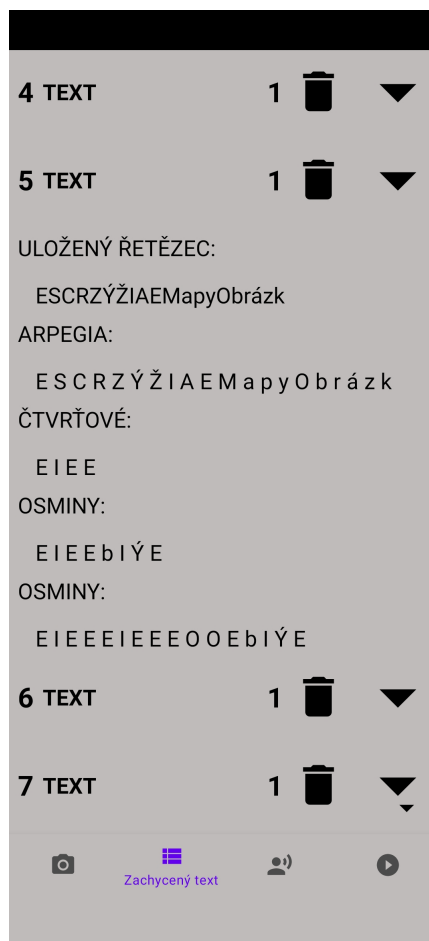 4 TEXT 1
5 TEXT 1
ULOŽENÝ ŘETĚZEC:
ESCRZÝŽIAEMapyObrázk
ARPEGIA:
E S C R Z Ý Ž I A E M a p y O b r á z k
ČTVRŤOVÉ:
E I E E
OSMINY:
E I E E b I Ý E
OSMINY:
E I E E E I E E E O O E b I Ý E
6 TEXT 1
7 TEXT 1
Zachycený text